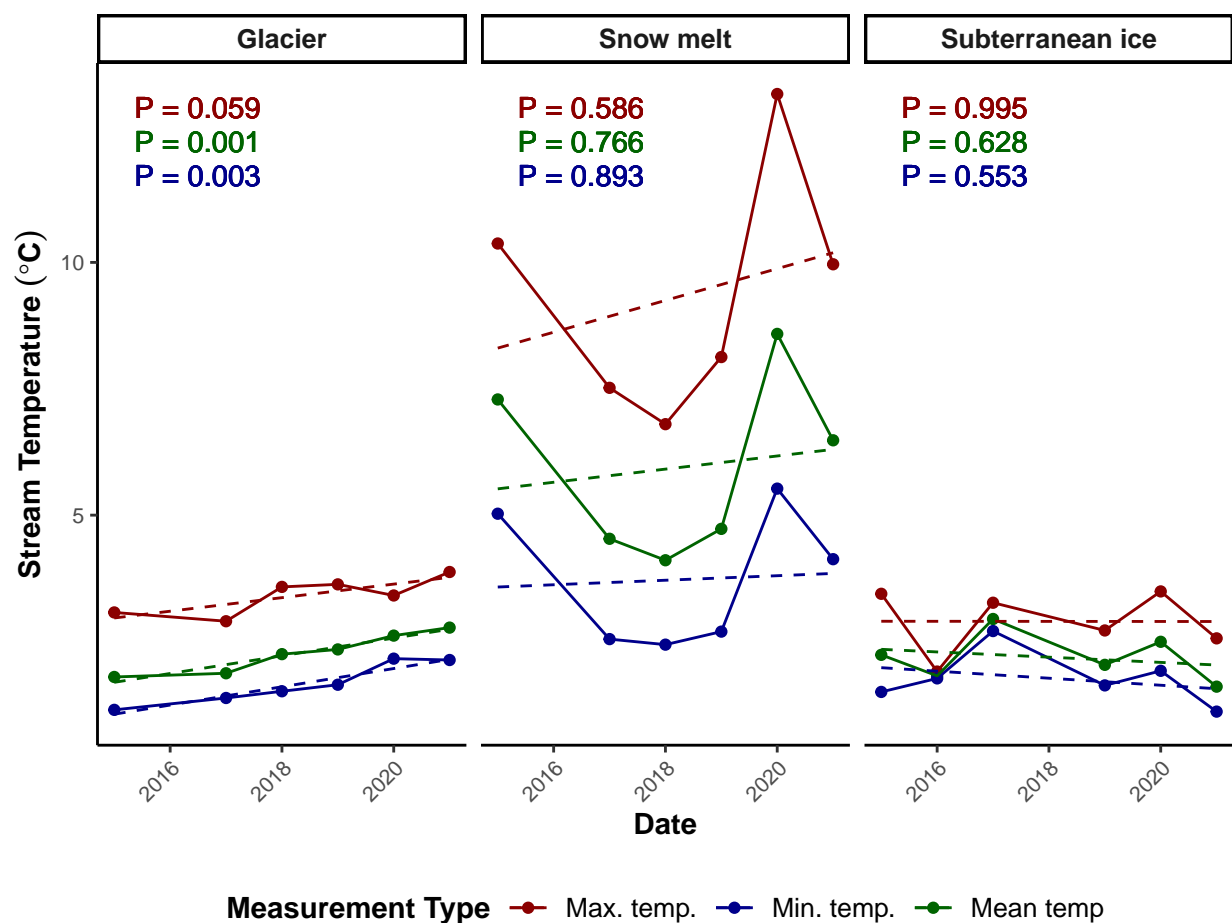 Glacier
Snow melt
Subterranean ice
P = 0.059
P = 0.001
P = 0.003
P = 0.586
P = 0.766
P = 0.893
P = 0.995
P = 0.628
P = 0.553
Stream Temperature (°C)
10
5
2016
2018
2020
2016
2018
2020
2016
2018
2020
Date
Measurement Type Max. temp. Min. temp. Mean temp